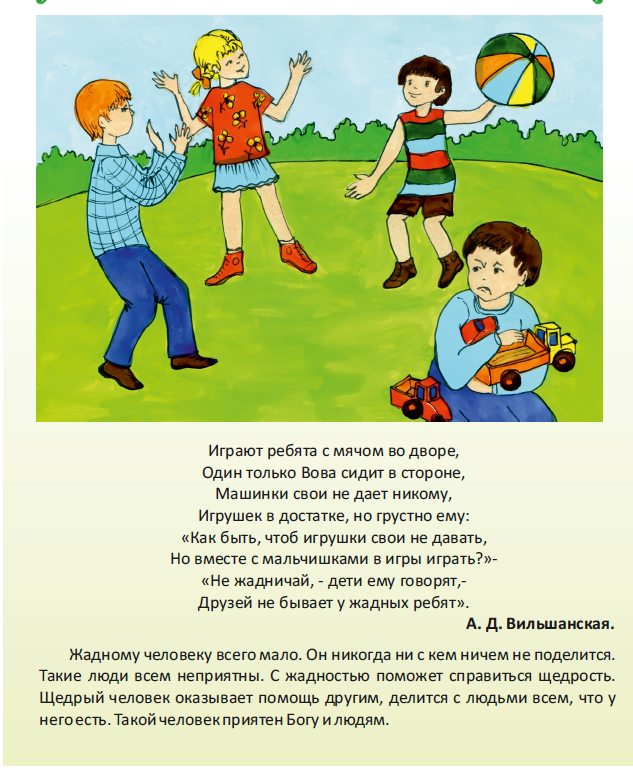 Играют ребята с мячом во дворе,
Один только Вова сидит в стороне,
Машинки свои не дает никому,
Игрушек в достатке, но грустно ему:
«Как быть, чтоб игрушки свои не давать,
Но вместе с мальчишками в игры играть?»-
«Не жадничай, - дети ему говорят,-
Друзей не бывает у жадных ребят».
А. Д. Вильшанская.
Жадному человеку всего мало. Он никогда ни с кем ничем не поделится.
Такие люди всем неприятны. С жадностью поможет справиться щедрость.
Щедрый человек оказывает помощь другим, делится с людьми всем, что у
него есть. Такой человек приятен Богу и людям.